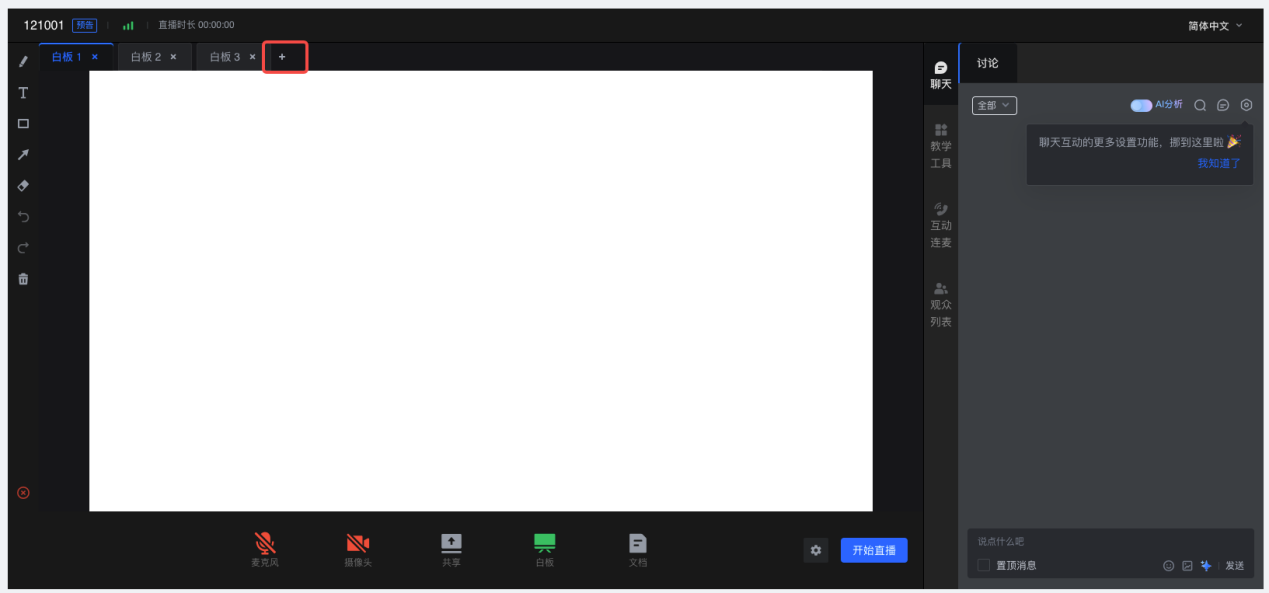 121001 预告 直播时长 00:00:00 简体中文
白板 1 × 白板 2 × 白板 3 × +
讨论
聊天
全部 AI分析
聊天互动的更多设置功能，挪到这里啦
我知道了
教学
工具
互动
连麦
观众
列表
麦克风 摄像头 共享 白板 文档 开始直播
说点什么吧
置顶消息 发送